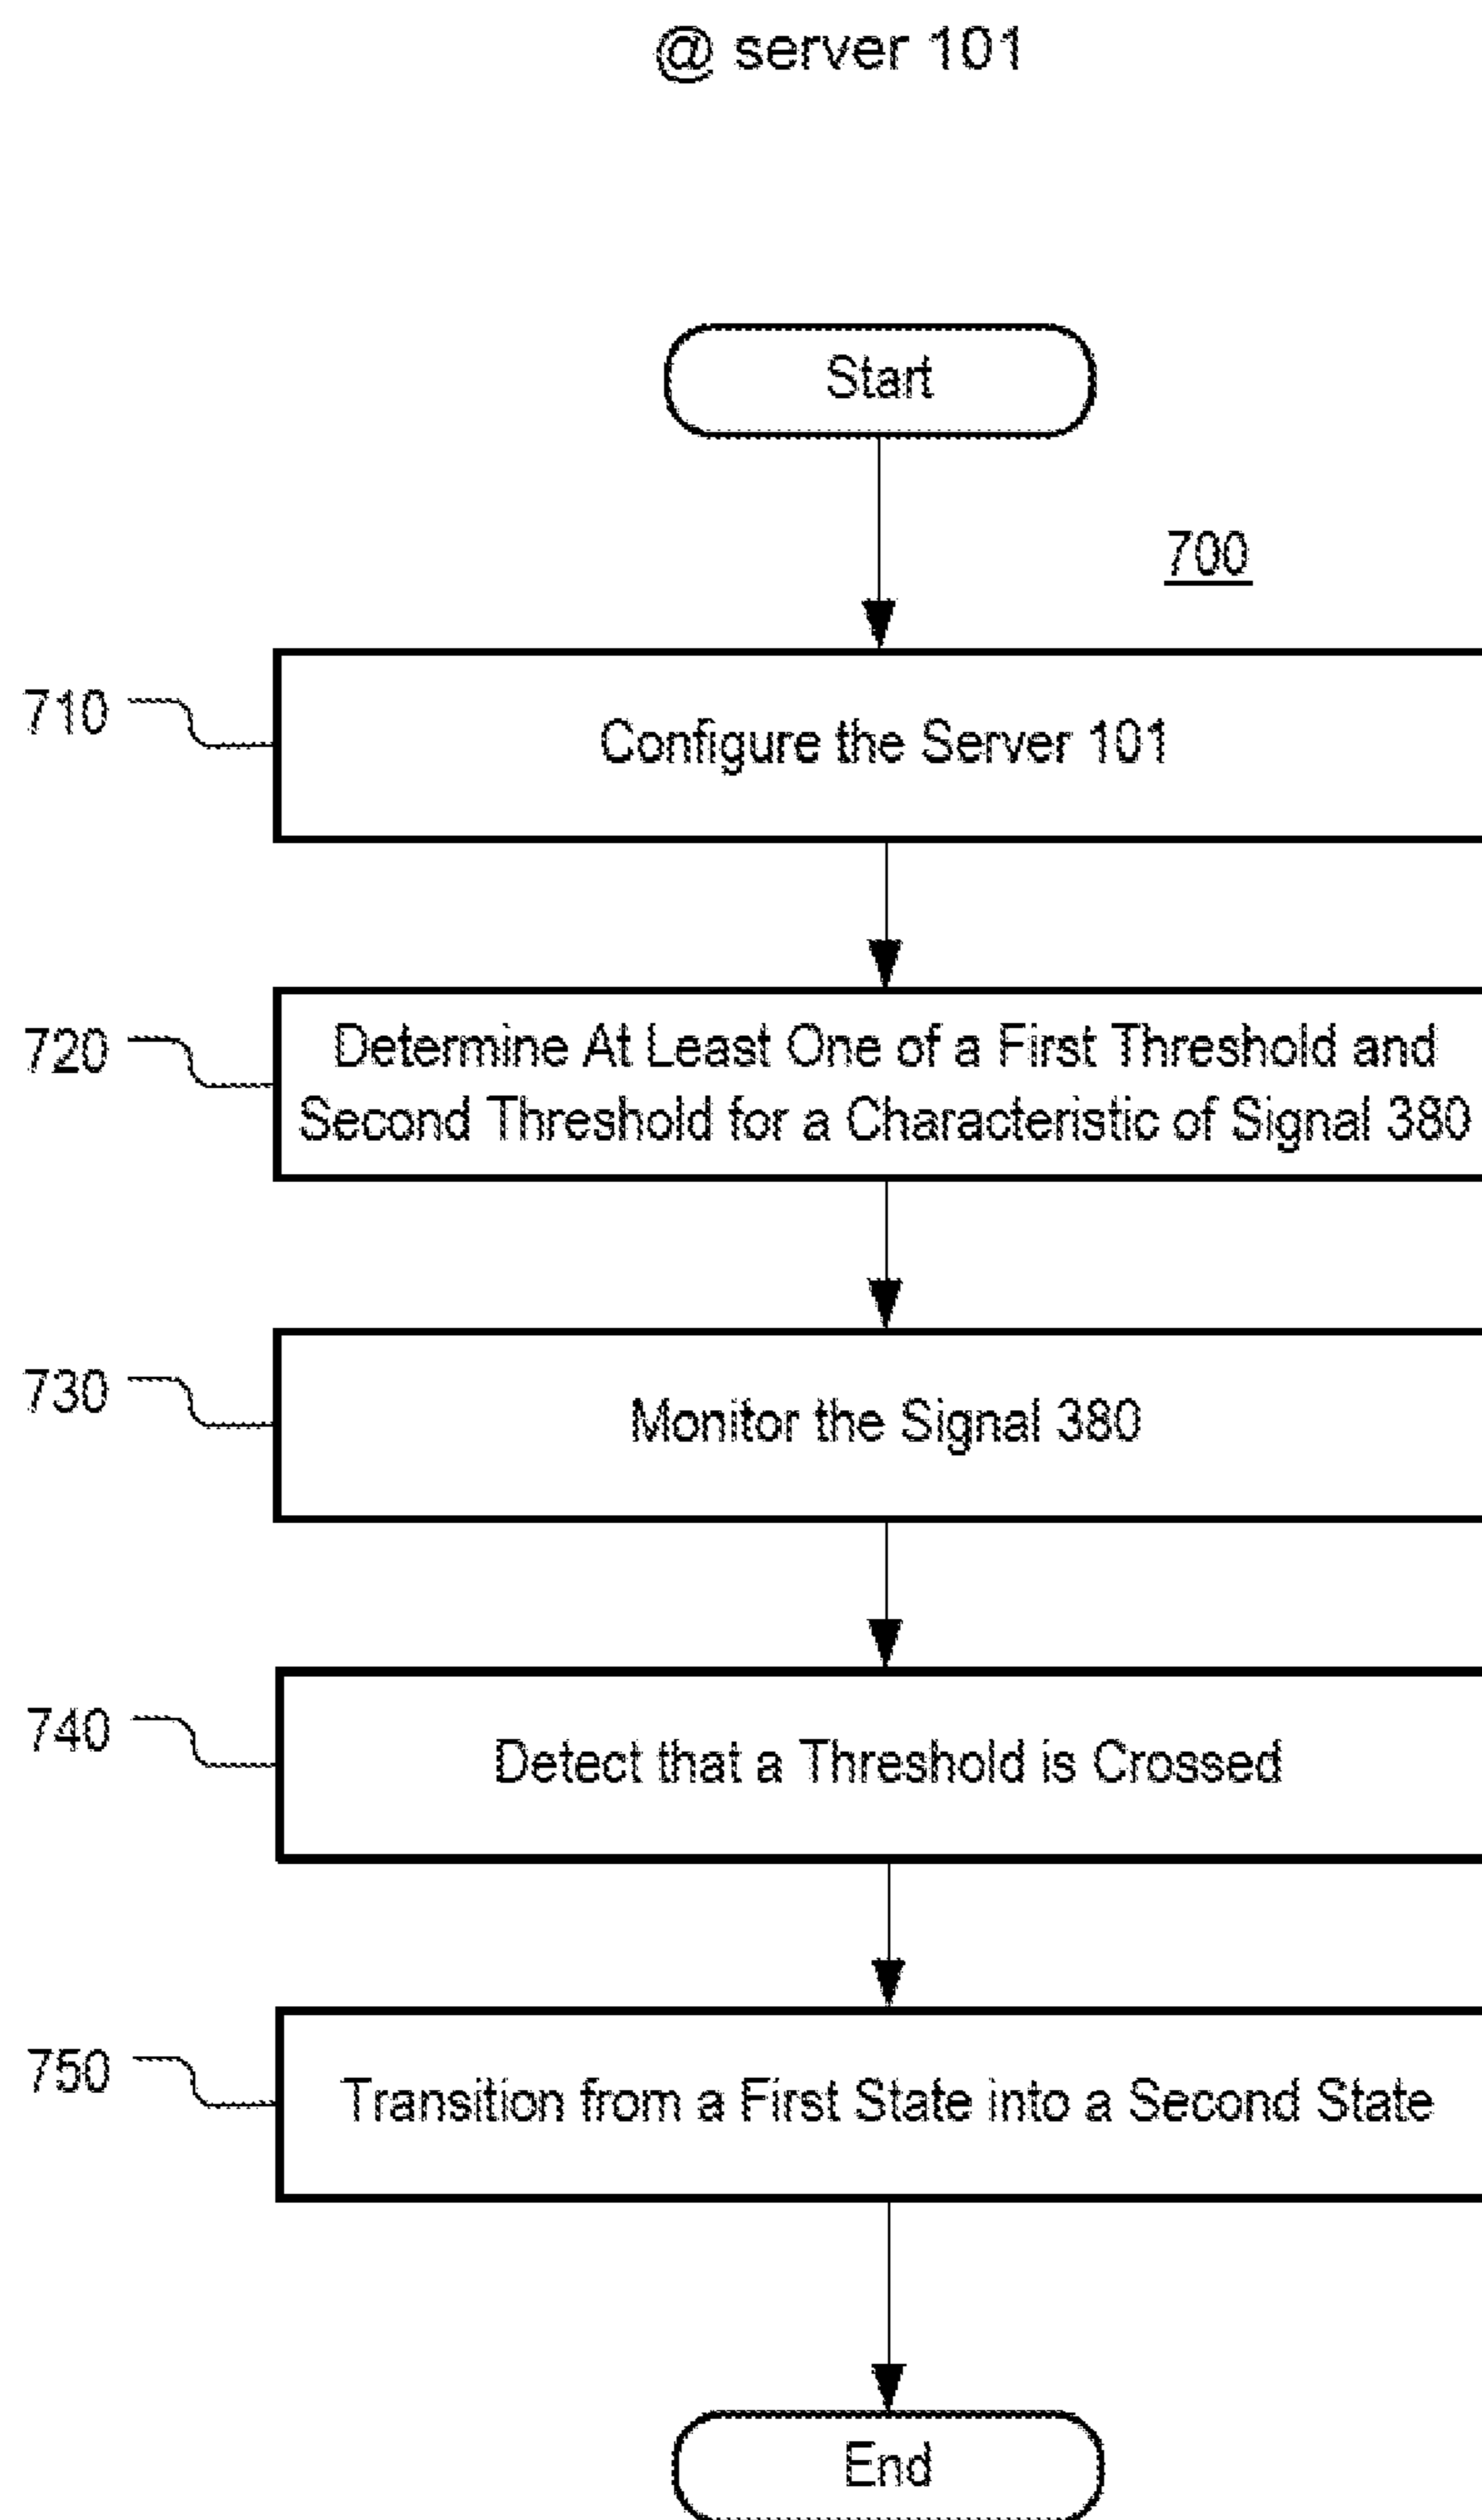 @ server 101
Start
700
710
Configure the Server 101
720
Determine At Least One of a First Threshold and
Second Threshold for a Characteristic of Signal 380
730
Monitor the Signal 380
740
Detect that a Threshold is Crossed
750
Transition from a First State into a Second State
End